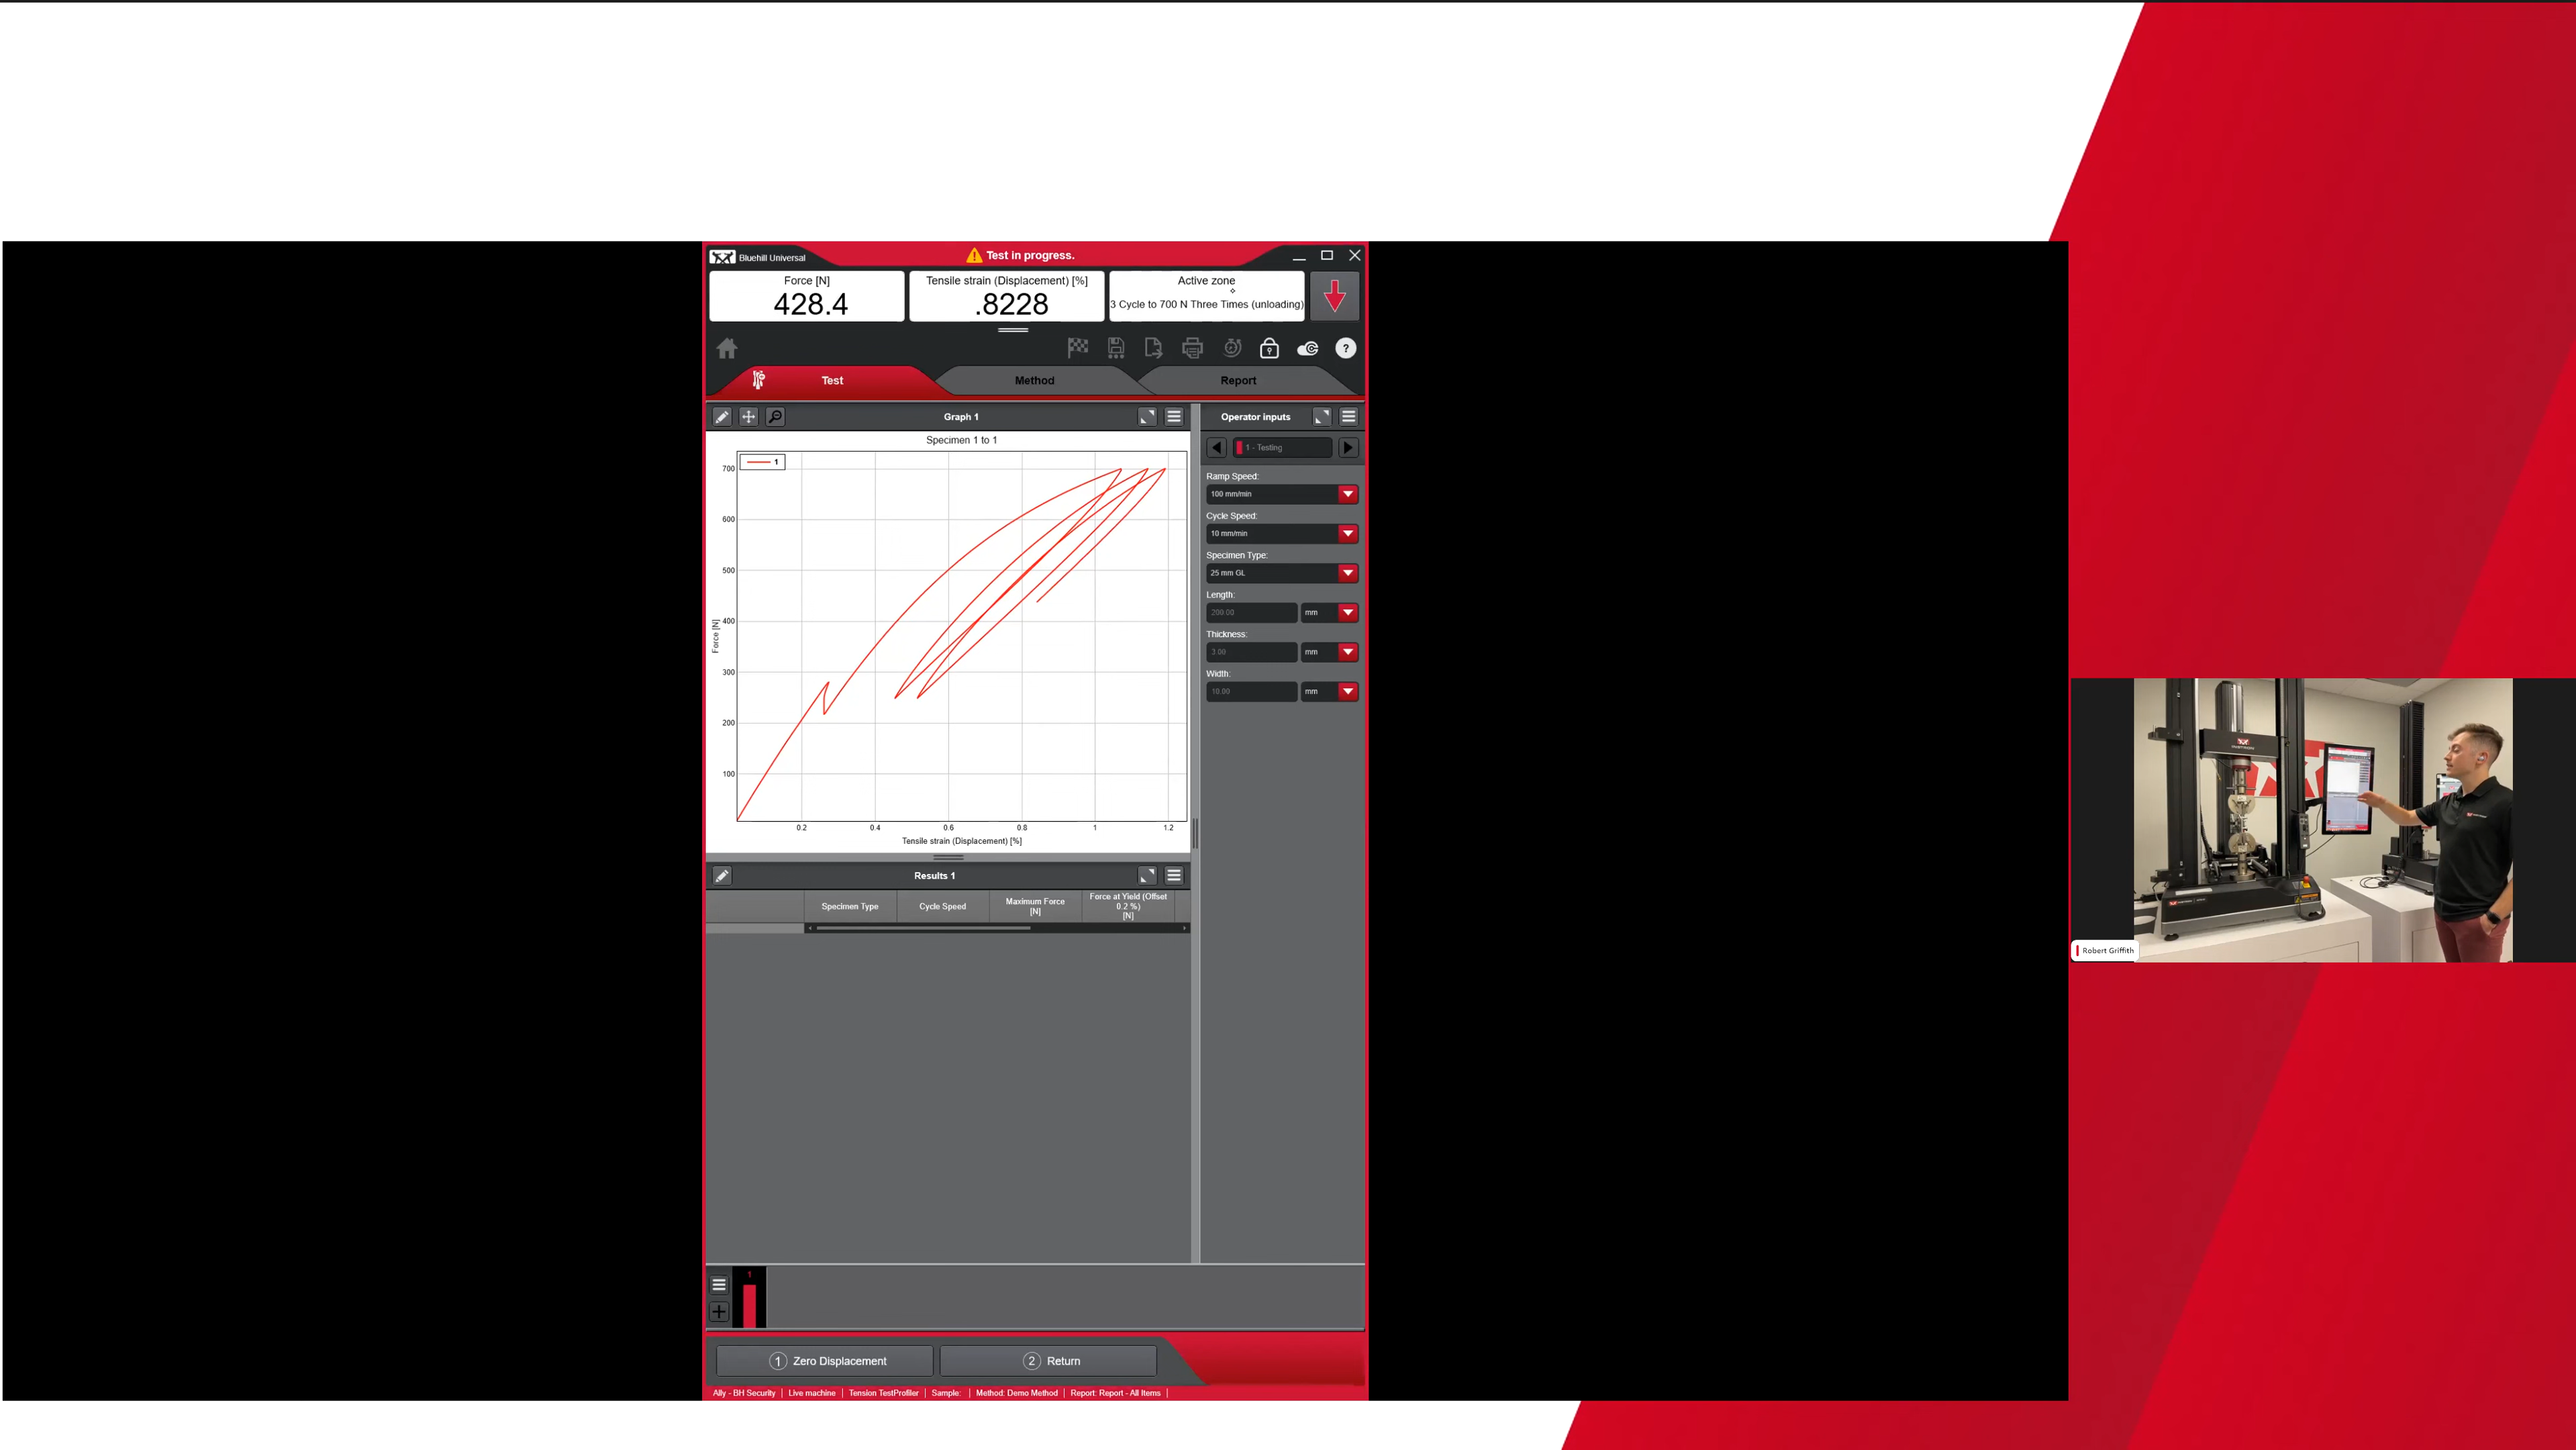 Bluehill Universal
Test in progress.
Force [N]
428.4
Tensile strain (Displacement) [%]
.8228
Active zone
3 Cycle to 700 N Three Times (unloading)
?
Test
Method
Report
Graph 1
Operator inputs
Specimen 1 to 1
1
700
600
500
400
300
200
100
Force [N]
0.2
0.4
0.6
0.8
1
1.2
Tensile strain (Displacement) [%]
1 - Testing
Ramp Speed:
100 mm/min
Cycle Speed:
10 mm/min
Specimen Type:
25 mm GL
Length:
200.00
mm
Thickness:
3.00
mm
Width:
10.00
mm
Results 1
Specimen Type
Cycle Speed
Maximum Force
[N]
Force at Yield (Offset
0.2 %)
[N]
1
1 Zero Displacement
2 Return
Ally - BH Security | Live machine | Tension TestProfiler | Sample: | Method: Demo Method | Report: Report - All Items |
Robert Griffith